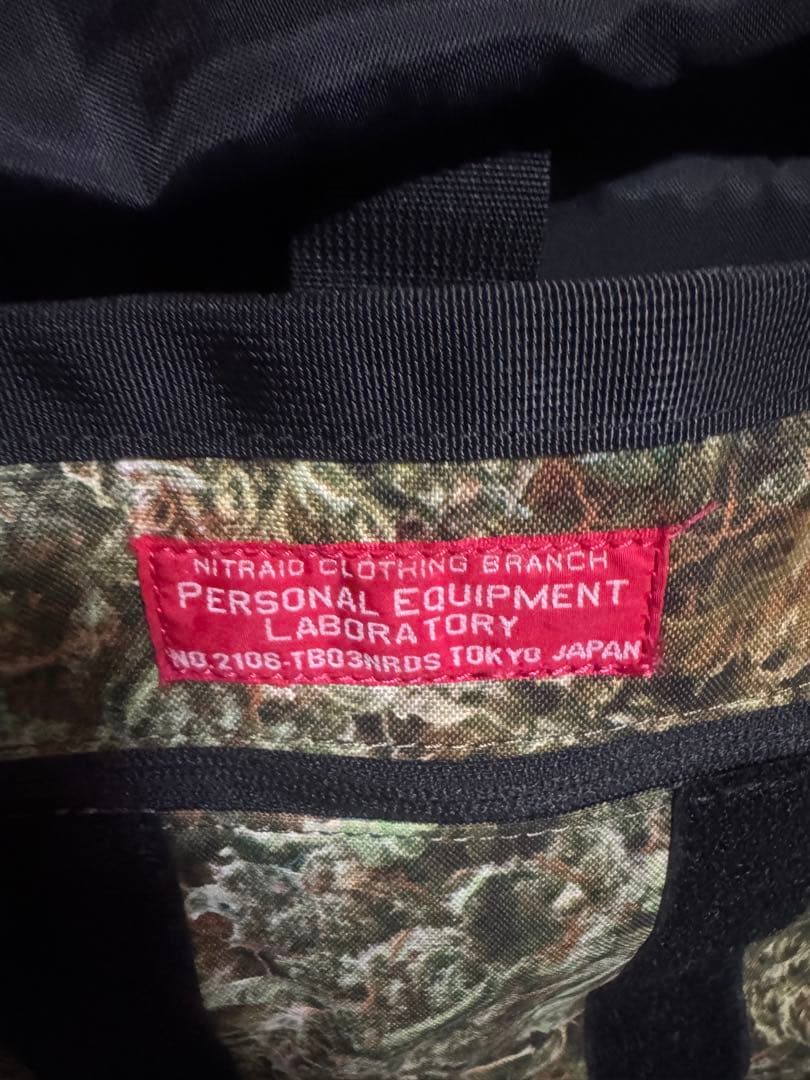 NITRAID CLOTHING BRANCH
PERSONAL EQUIPMENT
LABORATORY
NO.2106-TB03NRDS TOKYO JAPAN